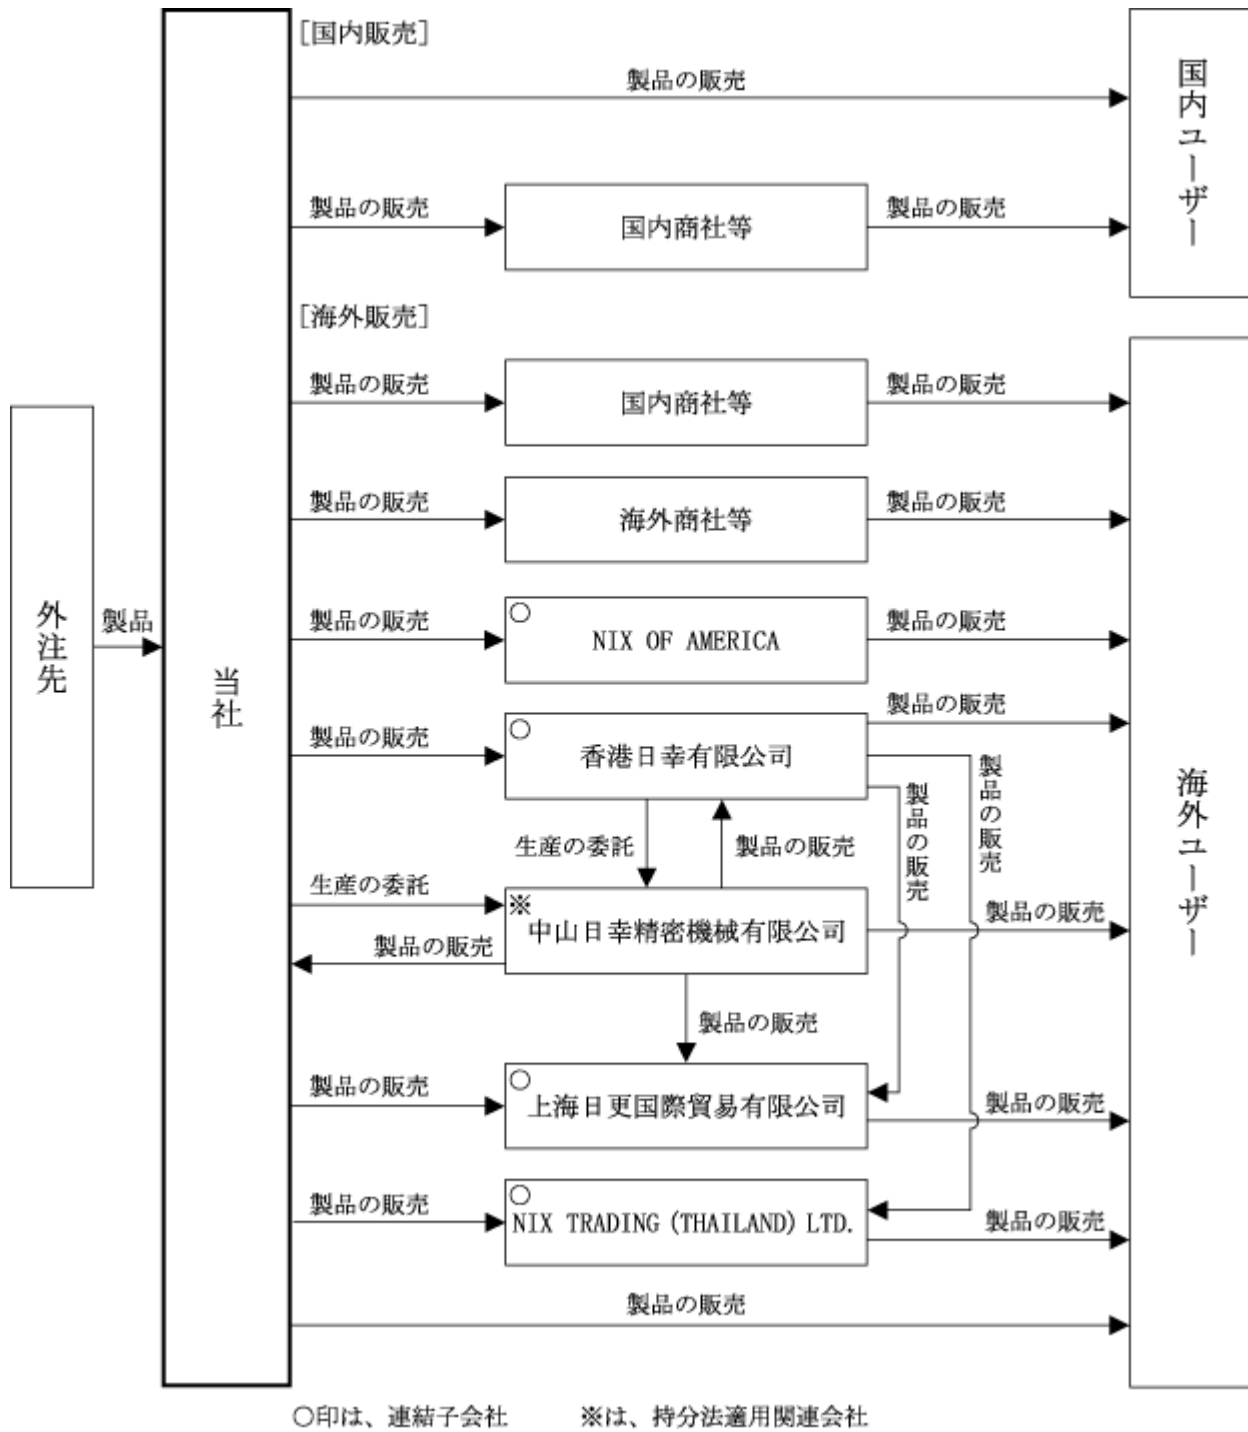 [国内販売]
製品の販売
国内ユーザー
製品の販売
国内商社等
製品の販売
[海外販売]
製品の販売
国内商社等
製品の販売
製品の販売
海外商社等
製品の販売
外注先
製品
当社
製品の販売
○
NIX OF AMERICA
製品の販売
製品の販売
○
香港日幸有限公司
製品の販売
製品の販売
製品の販売
海外ユーザー
生産の委託
製品の販売
生産の委託
※
中山日幸精密機械有限公司
製品の販売
製品の販売
製品の販売
製品の販売
○
上海日更国際貿易有限公司
製品の販売
製品の販売
○
NIX TRADING (THAILAND) LTD.
製品の販売
製品の販売
○印は、連結子会社 ※は、持分法適用関連会社